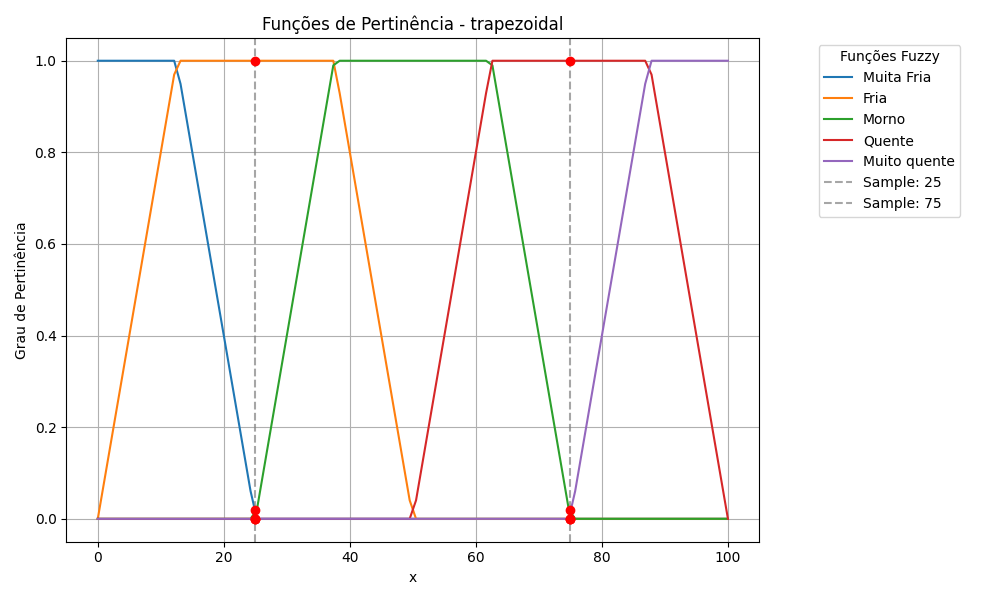 Funções de Pertinência - trapezoidal
Grau de Pertinência
1.0
0.8
0.6
0.4
0.2
0.0
0
20
40
60
80
100
x
Funções Fuzzy
Muita Fria
Fria
Morno
Quente
Muito quente
Sample: 25
Sample: 75